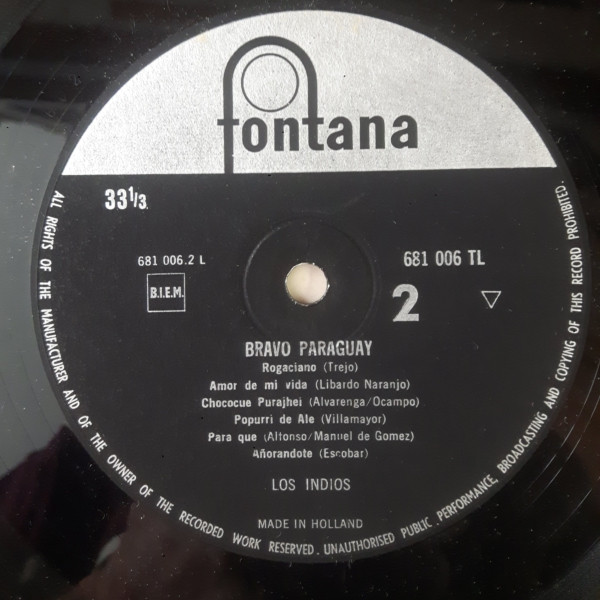 fontana
33 1/3
681 006.2 L
681 006 TL
B.I.E.M.
2
BRAVO PARAGUAY
Rogaciano (Trejo)
Amor de mi vida (Libardo Naranjo)
Chococue Purajhei (Alvarenga/Ocampo)
Popurri de Ale (Villamayor)
Para que (Alfonso/Manuel de Gomez)
Añorandote (Escobar)
LOS INDIOS
MADE IN HOLLAND
ALL RIGHTS OF THE MANUFACTURER AND OF THE OWNER OF THE RECORDED WORK RESERVED. UNAUTHORISED PUBLIC PERFORMANCE, BROADCASTING AND COPYING OF THIS RECORD PROHIBITED.